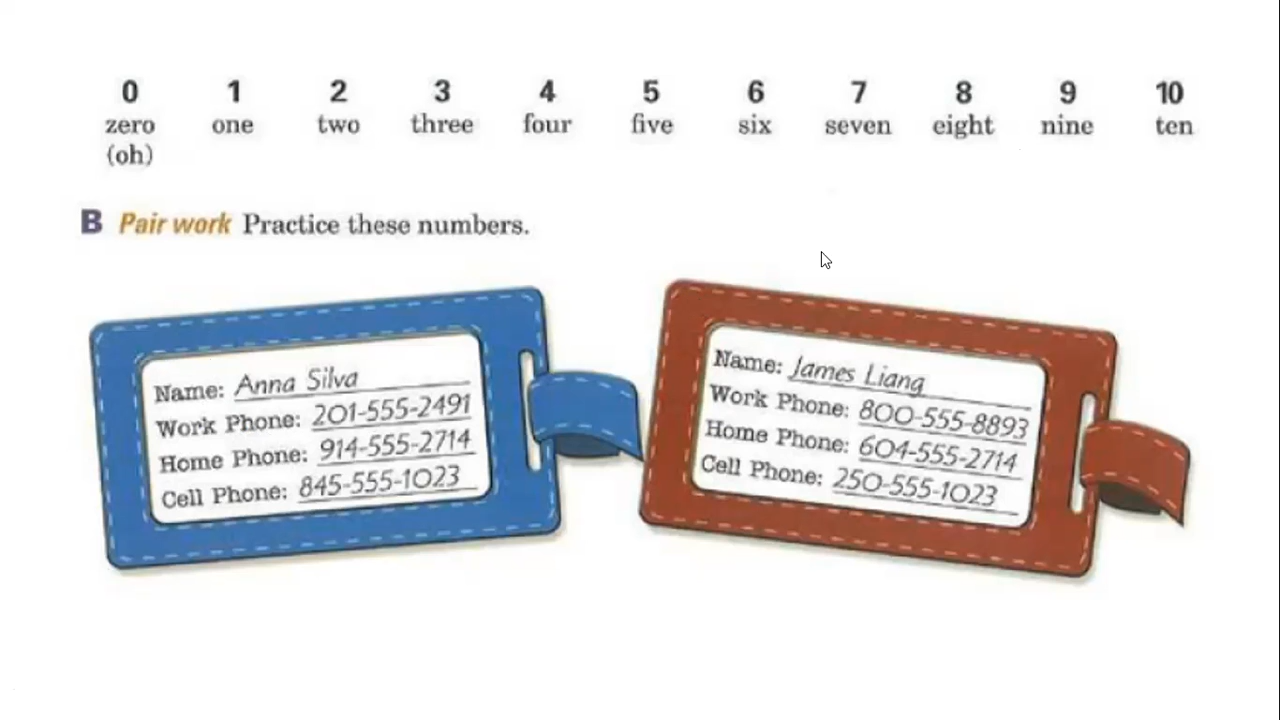 0 1 2 3 4 5 6 7 8 9 10
zero one two three four five six seven eight nine ten
(oh)
B Pair work Practice these numbers.
Name: Anna Silva
Work Phone: 201-555-2491
Home Phone: 914-555-2714
Cell Phone: 845-555-1023
Name: James Liang
Work Phone: 800-555-8893
Home Phone: 604-555-2714
Cell Phone: 250-555-1023